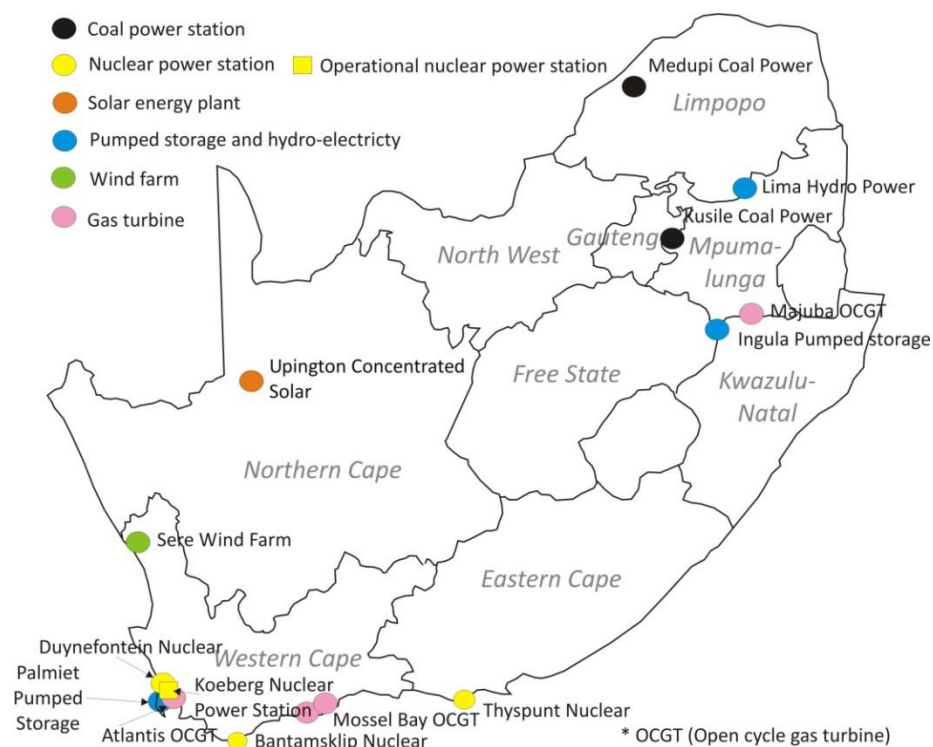 Coal power station
Nuclear power station
Operational nuclear power station
Solar energy plant
Pumped storage and hydro-electricty
Wind farm
Gas turbine
Medupi Coal Power
Limpopo
Lima Hydro Power
Kusile Coal Power
Gauteng
North West
Mpuma-
lunga
Majuba OCGT
Ingula Pumped storage
Upington Concentrated
Solar
Free State
Kwazulu-
Natal
Northern Cape
Sere Wind Farm
Eastern Cape
Duynefontein Nuclear
Western Cape
Palmiet
Pumped
Storage
Koeberg Nuclear
Power Station
Atlantis OCGT
Mossel Bay OCGT
Thyspunt Nuclear
Bantamsklip Nuclear
* OCGT (Open cycle gas turbine)